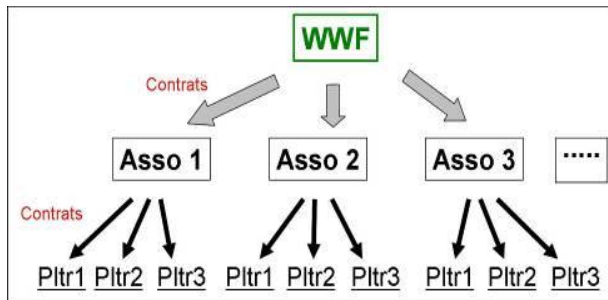 WWF
Contrats
Asso 1 Asso 2 Asso 3 .....
Contrats
Pltr1 Pltr2 Pltr3 Pltr1 Pltr2 Pltr3 Pltr1 Pltr2 Pltr3